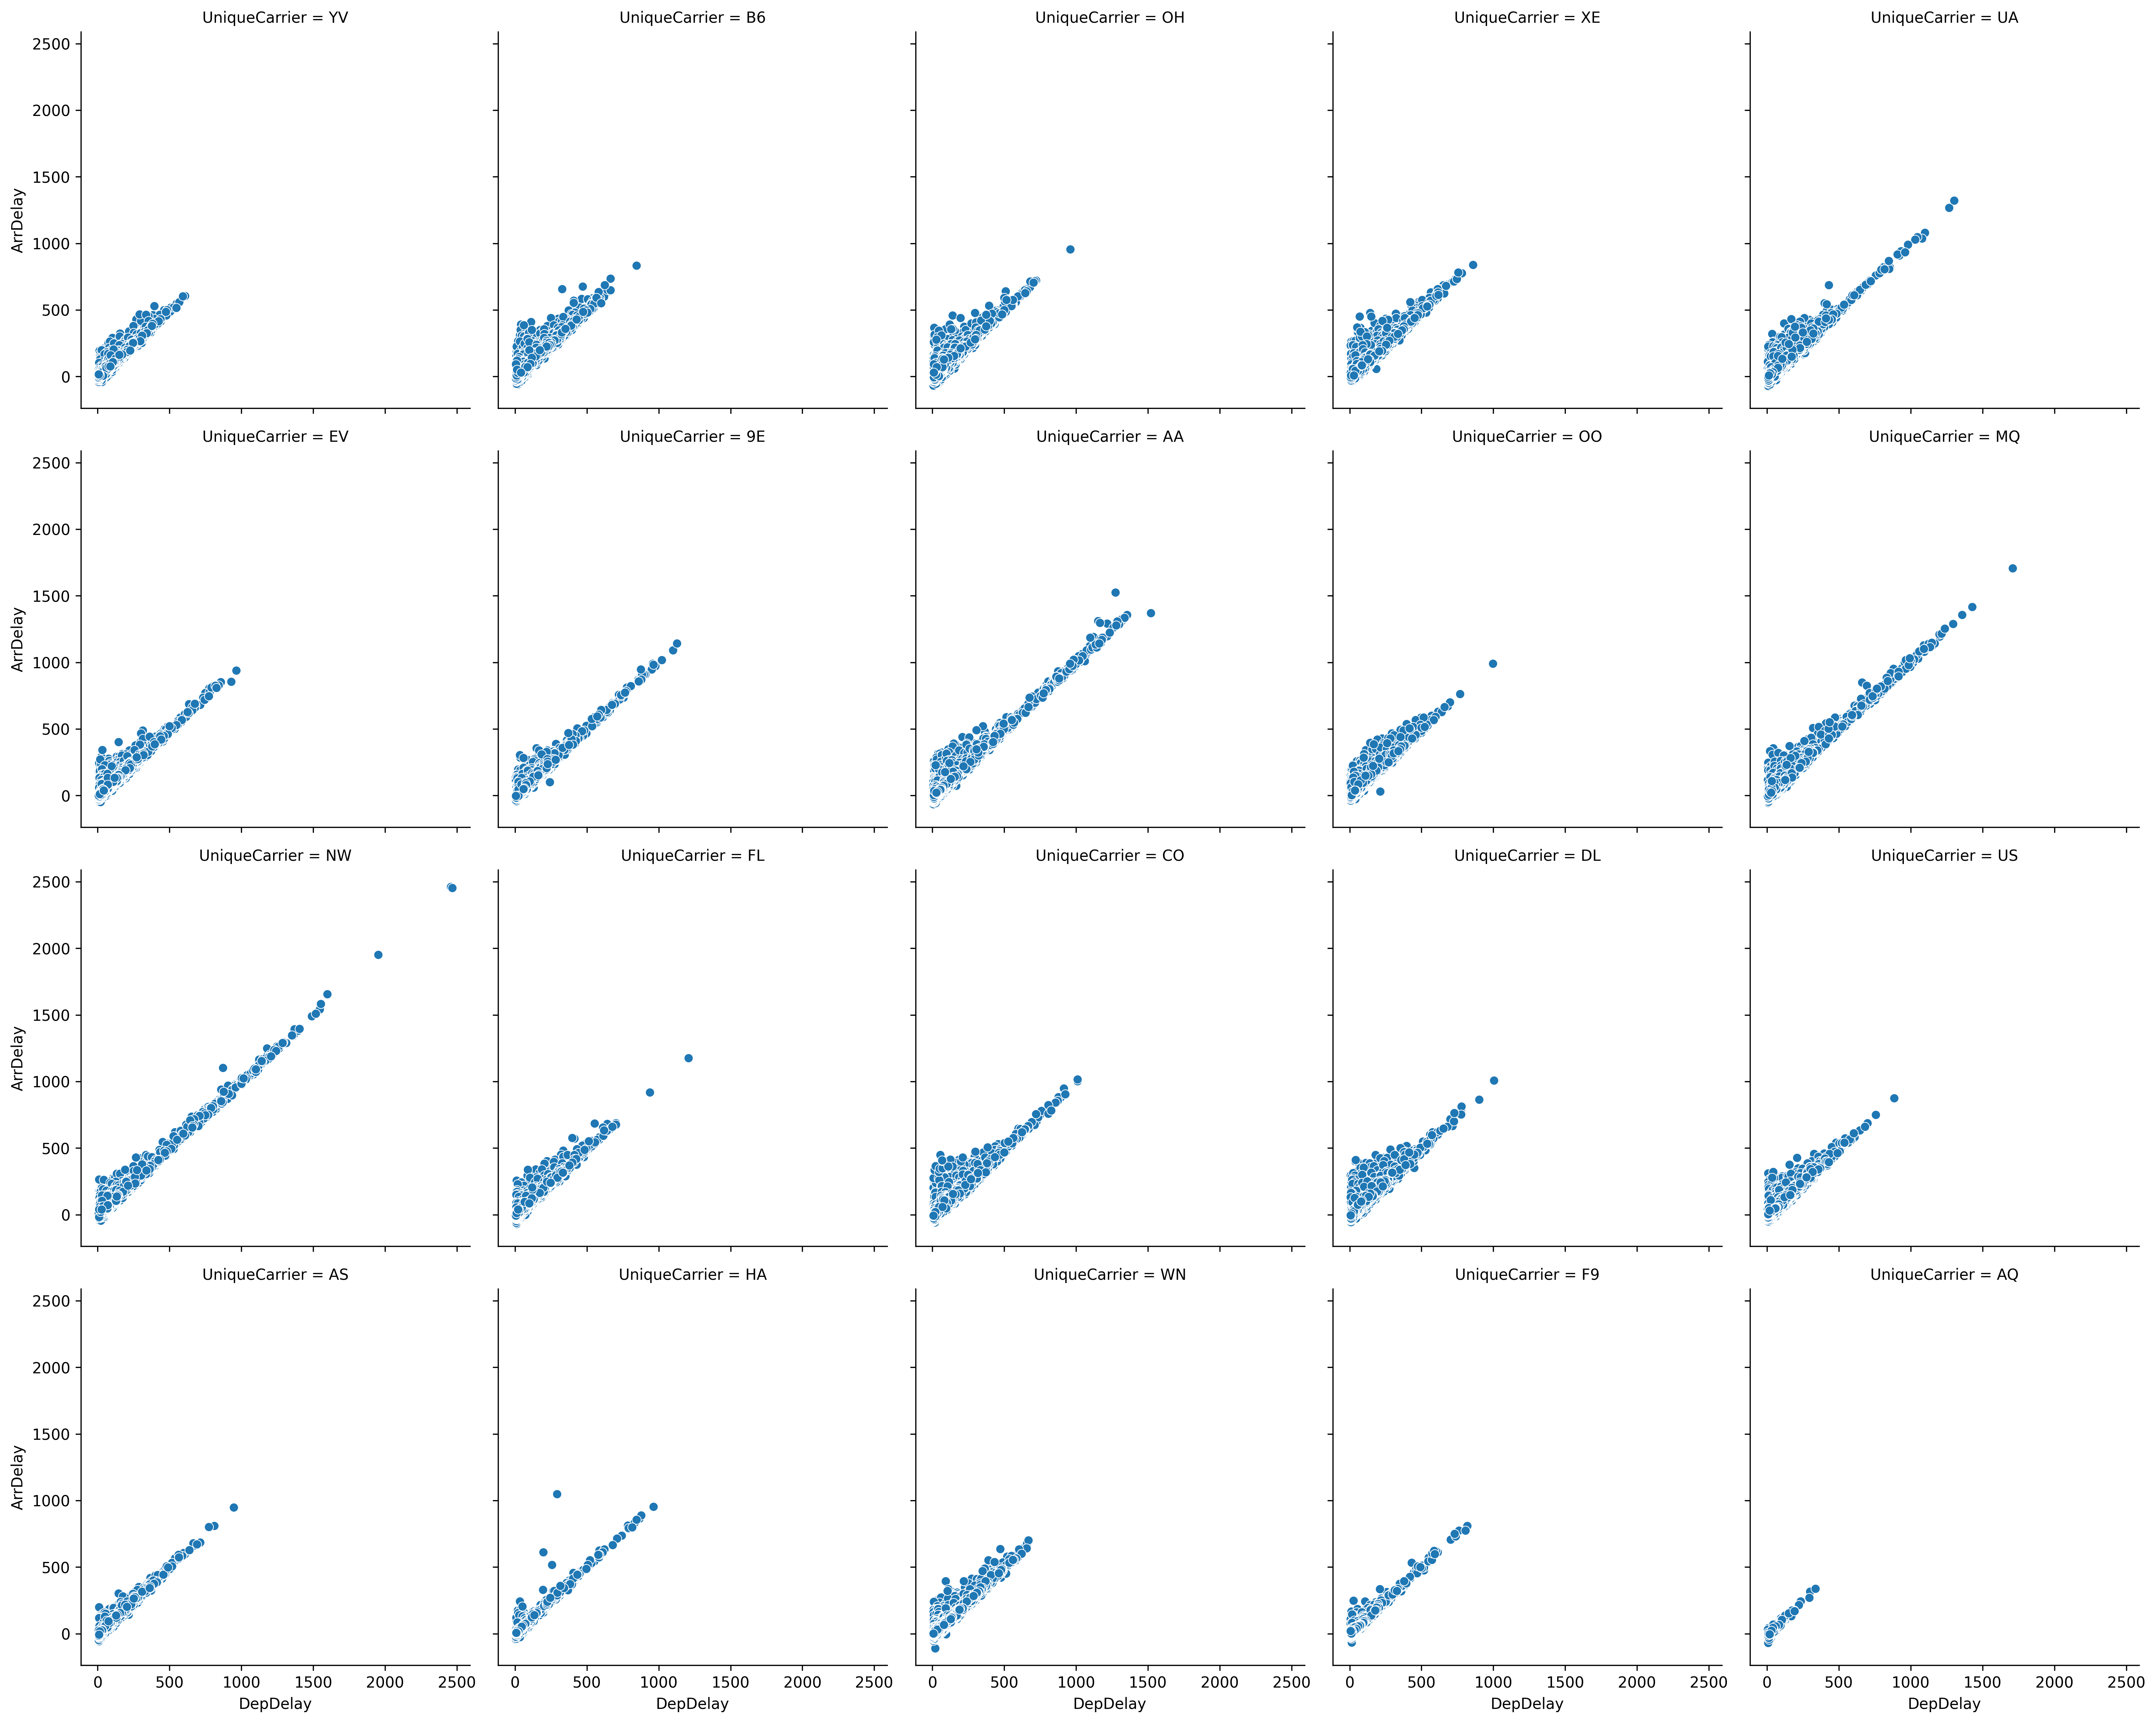 UniqueCarrier = YV UniqueCarrier = B6 UniqueCarrier = OH UniqueCarrier = XE UniqueCarrier = UA
2500
2000
1500
ArrDelay
1000
500
0
UniqueCarrier = EV UniqueCarrier = 9E UniqueCarrier = AA UniqueCarrier = OO UniqueCarrier = MQ
2500
2000
1500
ArrDelay
1000
500
0
UniqueCarrier = NW UniqueCarrier = FL UniqueCarrier = CO UniqueCarrier = DL UniqueCarrier = US
2500
2000
1500
ArrDelay
1000
500
0
UniqueCarrier = AS UniqueCarrier = HA UniqueCarrier = WN UniqueCarrier = F9 UniqueCarrier = AQ
2500
2000
1500
ArrDelay
1000
500
0
0 500 1000 1500 2000 2500 0 500 1000 1500 2000 2500 0 500 1000 1500 2000 2500 0 500 1000 1500 2000 2500 0 500 1000 1500 2000 2500
DepDelay DepDelay DepDelay DepDelay DepDelay